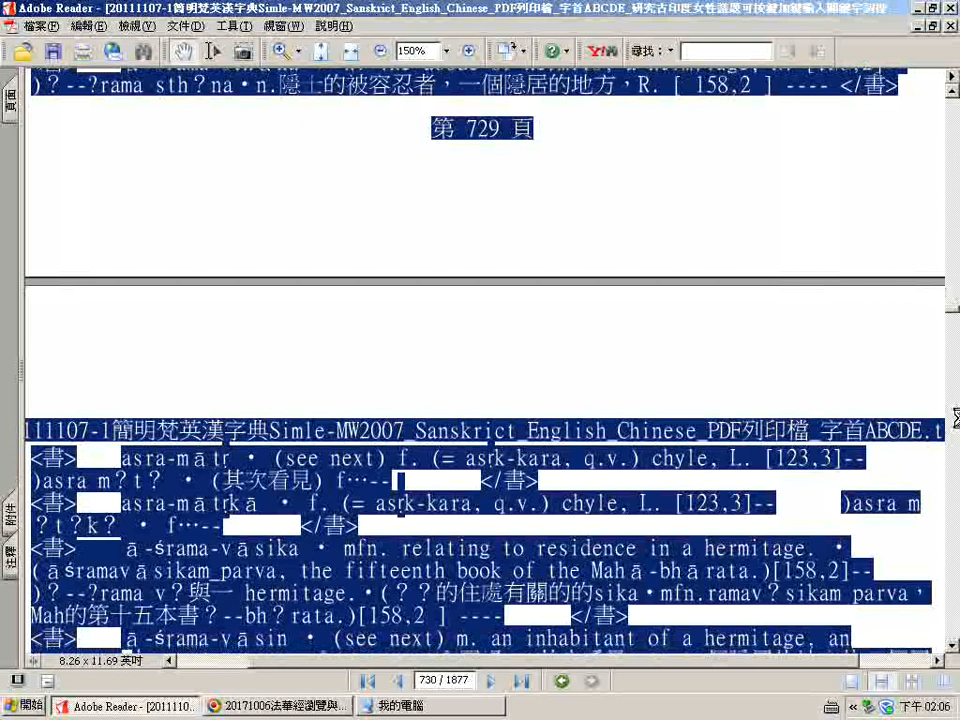 Adobe Reader - [20111107-1簡明梵英漢字典Simle-MW2007_Sanskrict_English_Chinese_PDF列印檔_字首ABCDE_研究古印度女性議題可按鍵
檔案(F) 編輯(E) 檢視(V) 文件(D) 工具(T) 視窗(W) 說明(H)
150% Y! 尋找:
頁面
)?--?rama sth?na•n.隱士的被容忍者，一個隱居的地方，R. [ 158,2 ] ---- </書>
第 729 頁
111107-1簡明梵英漢字典Simle-MW2007_Sanskrict_English_Chinese_PDF列印檔_字首ABCDE.t
<書> asra-mātṛ • (see next) f. (= asṛk-kara, q.v.) chyle, L. [123,3]--
)asra m?t? • (其次看見) f…-- </書>
<書> asra-mātṛkā • f. (= asṛk-kara, q.v.) chyle, L. [123,3]-- )asra m
?t?k? • f…-- </書>
<書> ā-śrama-vāsika • mfn. relating to residence in a hermitage. •
(āśramavāsikam_parva, the fifteenth book of the Mahā-bhārata.)[158,2]--
)?--?rama v?與一 hermitage.•(??的住處有關的的sika•mfn.ramav?sikam parva，
Mah的第十五本書?--bh?rata.)[158,2 ] ---- </書>
<書> ā-śrama-vāsin • (see next) m. an inhabitant of a hermitage, an
附件
註釋
8.26 x 11.69 英吋
730 / 1877
開始 Adobe Reader - [2011110... 20171006法華經瀏覽與... 我的電腦 下午 02:06